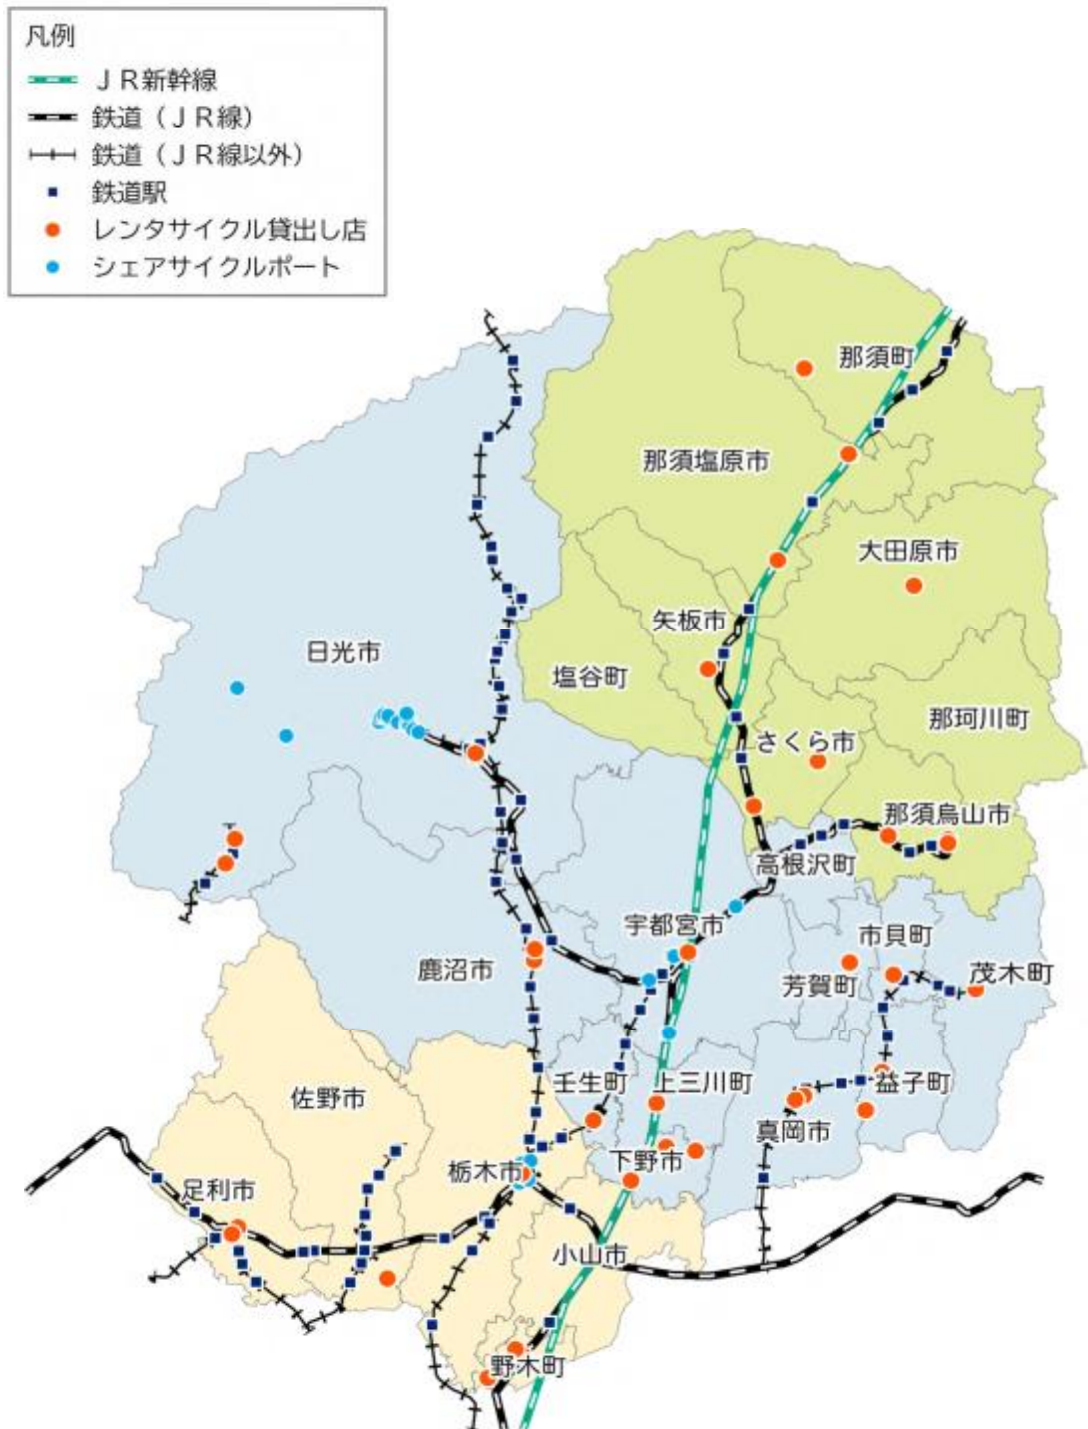 凡例
ＪＲ新幹線
鉄道（ＪＲ線）
鉄道（ＪＲ線以外）
鉄道駅
レンタサイクル貸出し店
シェアサイクルポート
那須町
那須塩原市
大田原市
矢板市
日光市
塩谷町
那珂川町
さくら市
那須烏山市
高根沢町
宇都宮市
市貝町
鹿沼市
芳賀町
茂木町
佐野市
壬生町
上三川町
益子町
真岡市
栃木市
下野市
足利市
小山市
野木町